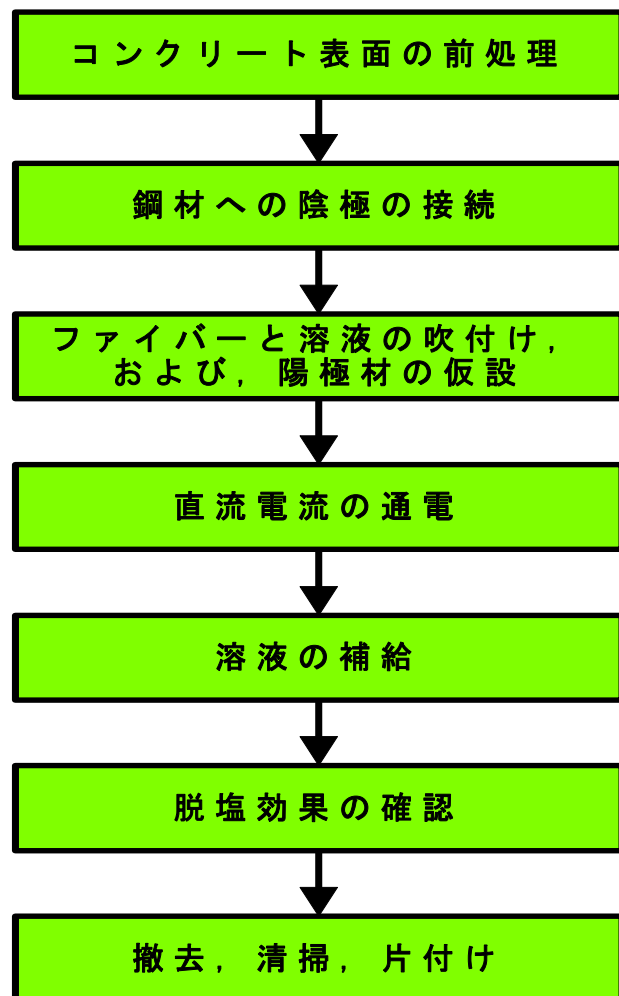 コンクリート表面の前処理
鋼材への陰極の接続
ファイバーと溶液の吹付け,
および,陽極材の仮設
直流電流の通電
溶液の補給
脱塩効果の確認
撤去,清掃,片付け